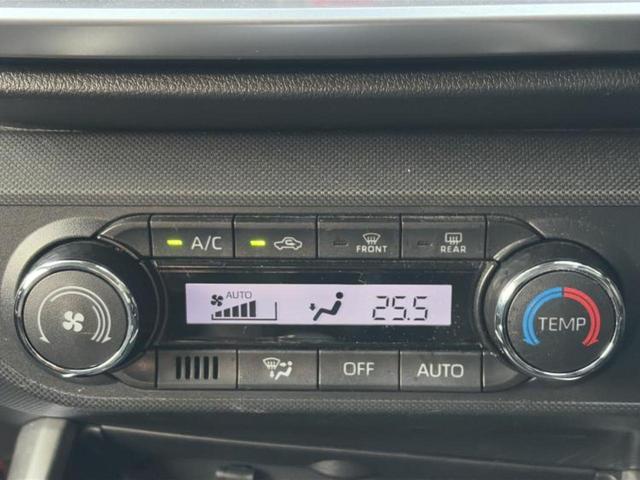 A/C
FRONT
REAR
AUTO
25.5
TEMP
OFF
AUTO